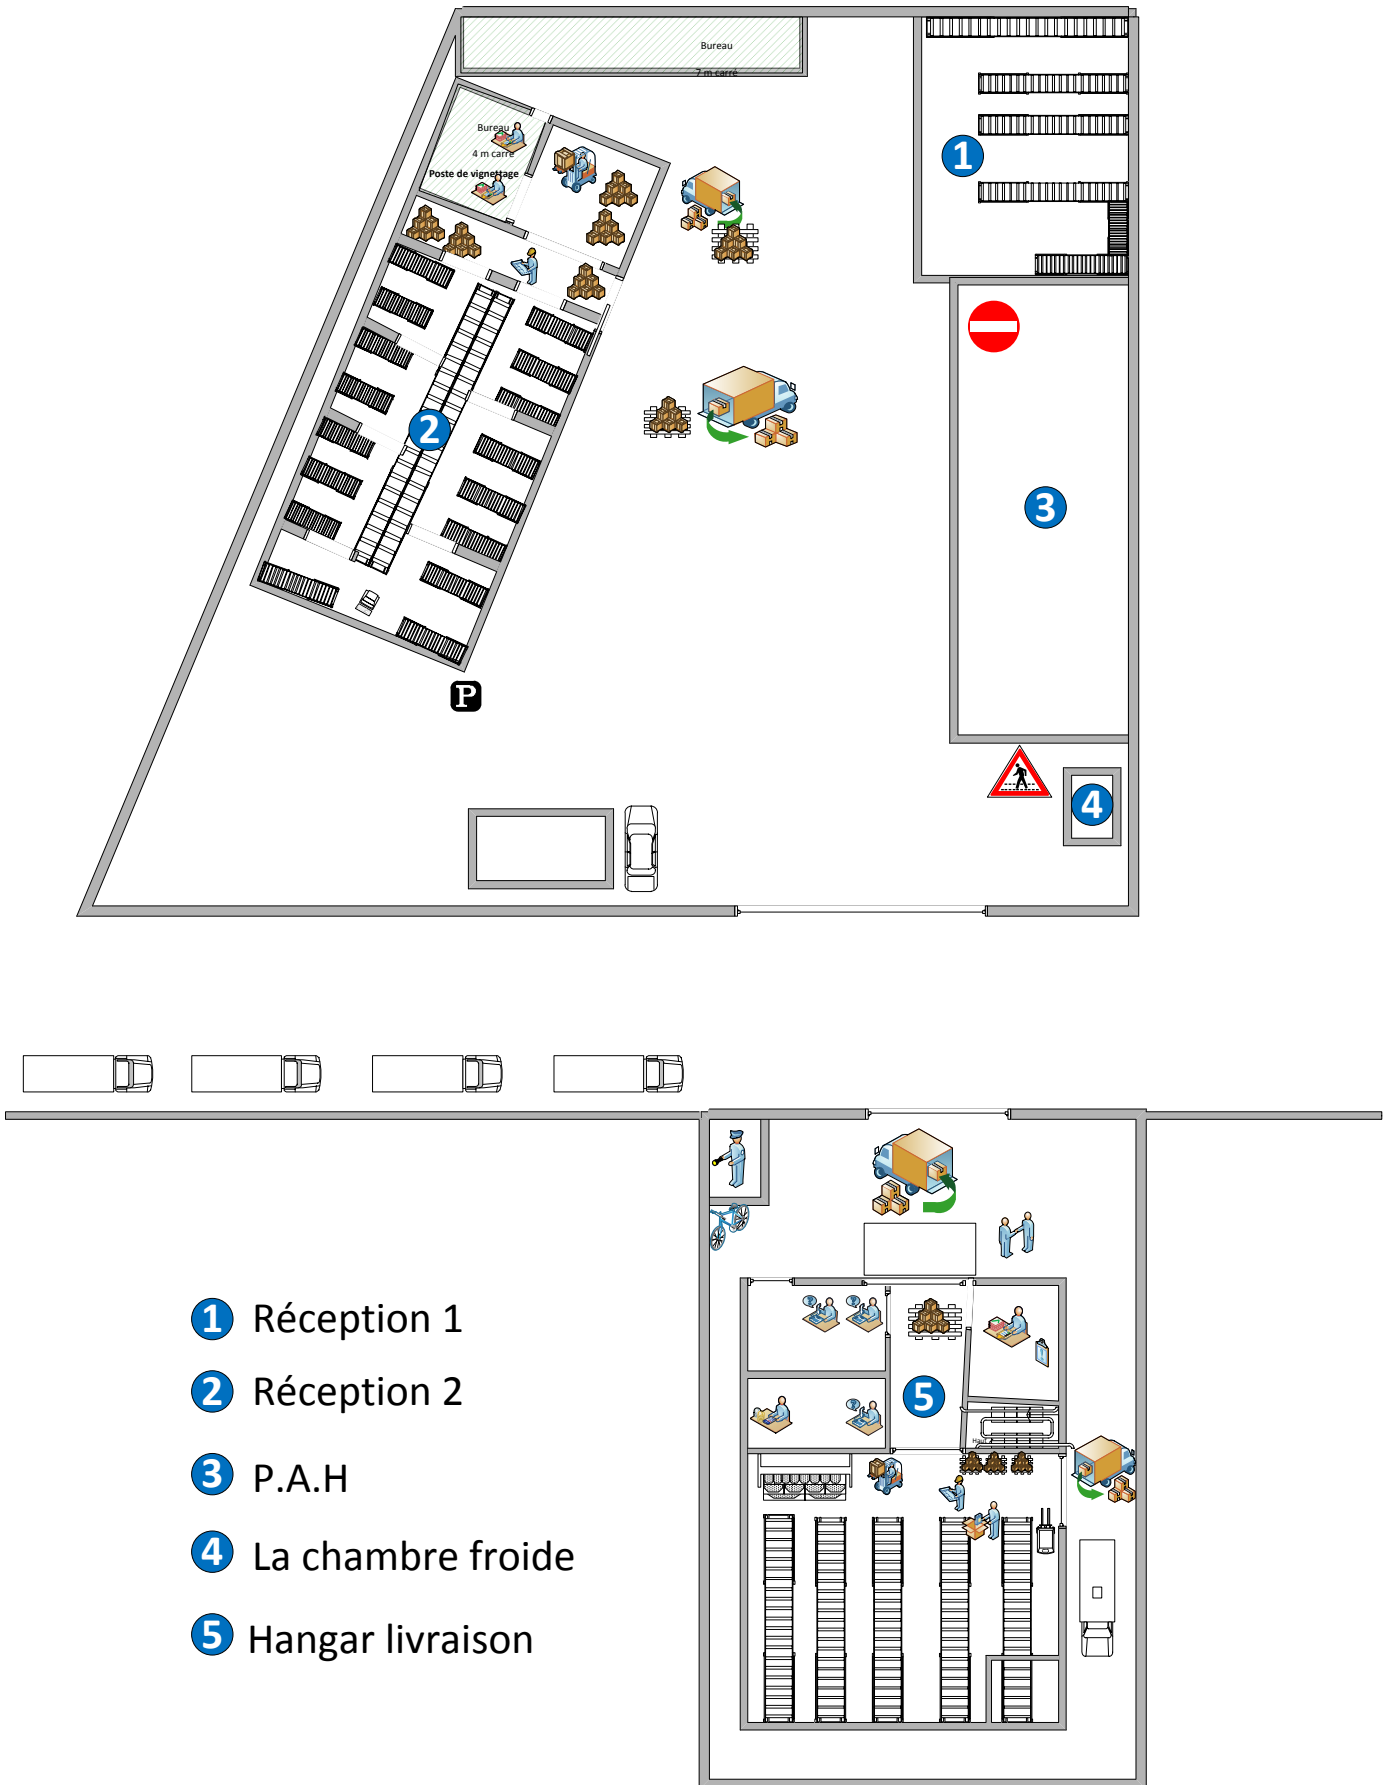 Bureau
7 m carré
Bureau
4 m carré
Poste de vignettage
1
2
3
P
4
5
Haut
1 Réception 1
2 Réception 2
3 P.A.H
4 La chambre froide
5 Hangar livraison